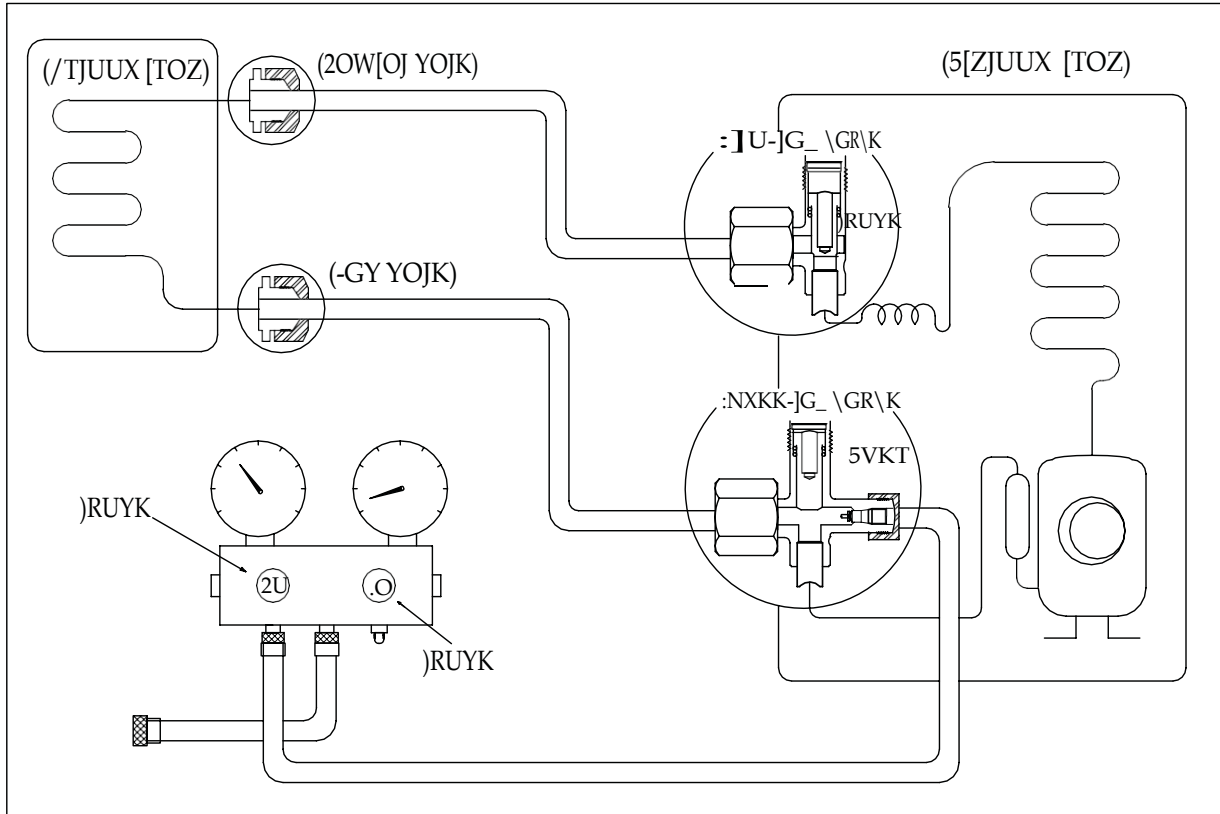 (/TJUUX [TOZ)
(2OW[OJ YOJK)
(5[ZJUUX [TOZ)
:]U-]G_ \GR\K
)RUYK
(-GY YOJK)
:NXKK-]G_ \GR\K
5VKT
)RUYK
2U
.O
)RUYK